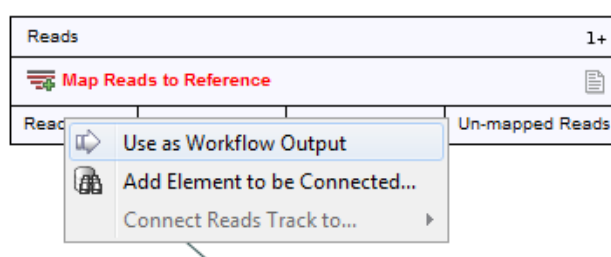 Reads 1+
Map Reads to Reference
Un-mapped Reads
Use as Workflow Output
Add Element to be Connected...
Connect Reads Track to...